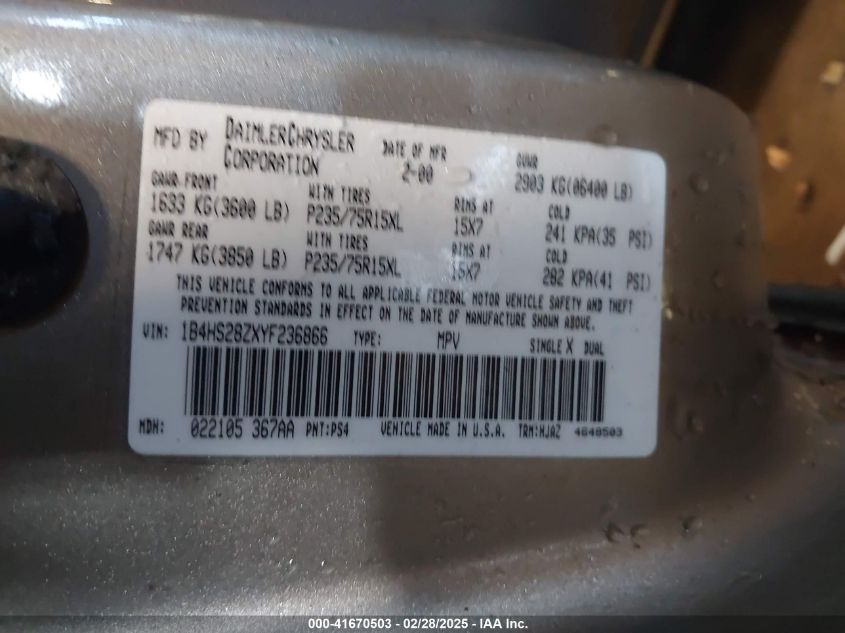 MFD BY DAIMLERCHRYSLER CORPORATION DATE OF MFR 2-00 GVWR 2903 KG(06400 LB)
GAWR FRONT WITH TIRES RIMS AT COLD
1633 KG(3600 LB) P235/75R15XL 15X7 241 KPA(35 PSI)
GAWR REAR WITH TIRES RIMS AT COLD
1747 KG(3850 LB) P235/75R15XL 15X7 282 KPA(41 PSI)
THIS VEHICLE CONFORMS TO ALL APPLICABLE FEDERAL MOTOR VEHICLE SAFETY AND THEFT
PREVENTION STANDARDS IN EFFECT ON THE DATE OF MANUFACTURE SHOWN ABOVE.
VIN: 1B4HS28ZXYF236866 TYPE: MPV SINGLE X DUAL
MDH: 022105 367AA PNT:PS4 VEHICLE MADE IN U.S.A. TRM:HJAZ 4648503
000-41670503 / 02/28/2025 - IAA Inc.